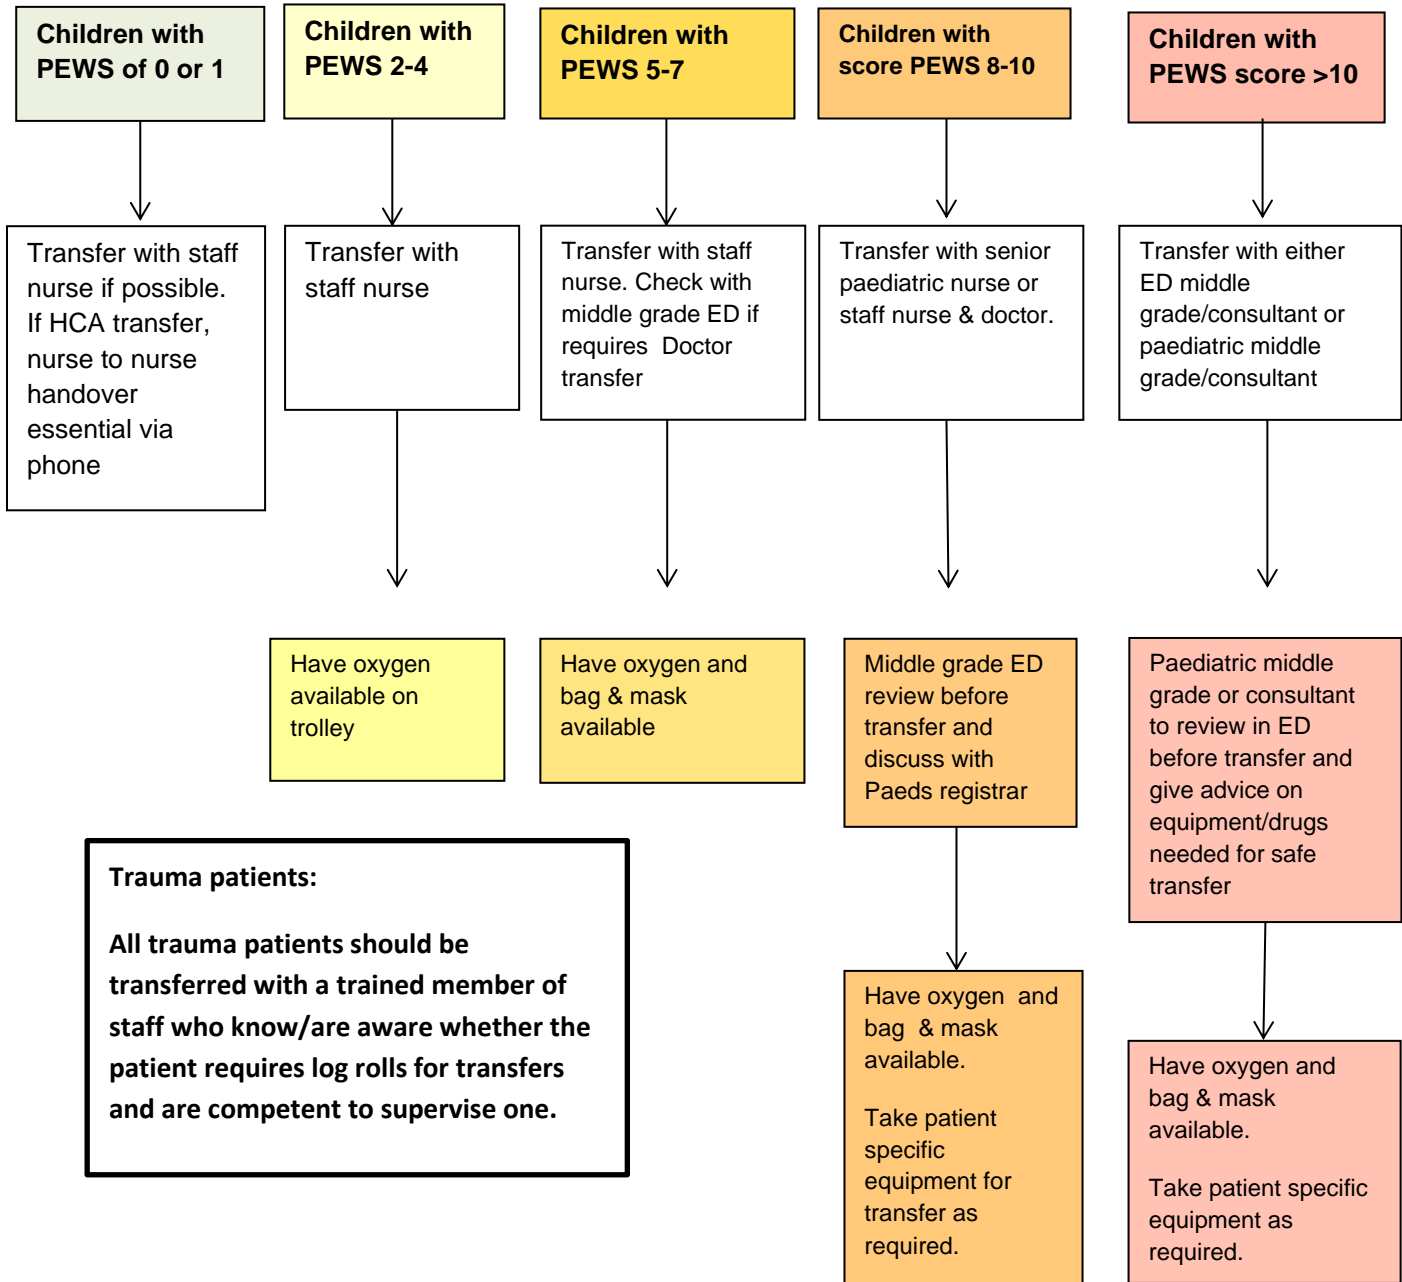 Children with
PEWS of 0 or 1
Children with
PEWS 2-4
Children with
PEWS 5-7
Children with
score PEWS 8-10
Children with
PEWS score >10
Transfer with staff
nurse if possible.
If HCA transfer,
nurse to nurse
handover
essential via
phone
Transfer with
staff nurse
Transfer with staff
nurse. Check with
middle grade ED if
requires Doctor
transfer
Transfer with senior
paediatric nurse or
staff nurse & doctor.
Transfer with either
ED middle
grade/consultant or
paediatric middle
grade/consultant
Have oxygen
available on
trolley
Have oxygen and
bag & mask
available
Middle grade ED
review before
transfer and
discuss with
Paeds registrar
Paediatric middle
grade or consultant
to review in ED
before transfer and
give advice on
equipment/drugs
needed for safe
transfer
Trauma patients:
All trauma patients should be
transferred with a trained member of
staff who know/are aware whether the
patient requires log rolls for transfers
and are competent to supervise one.
Have oxygen and
bag & mask
available.
Take patient
specific
equipment for
transfer as
required.
Have oxygen and
bag & mask
available.
Take patient specific
equipment as
required.